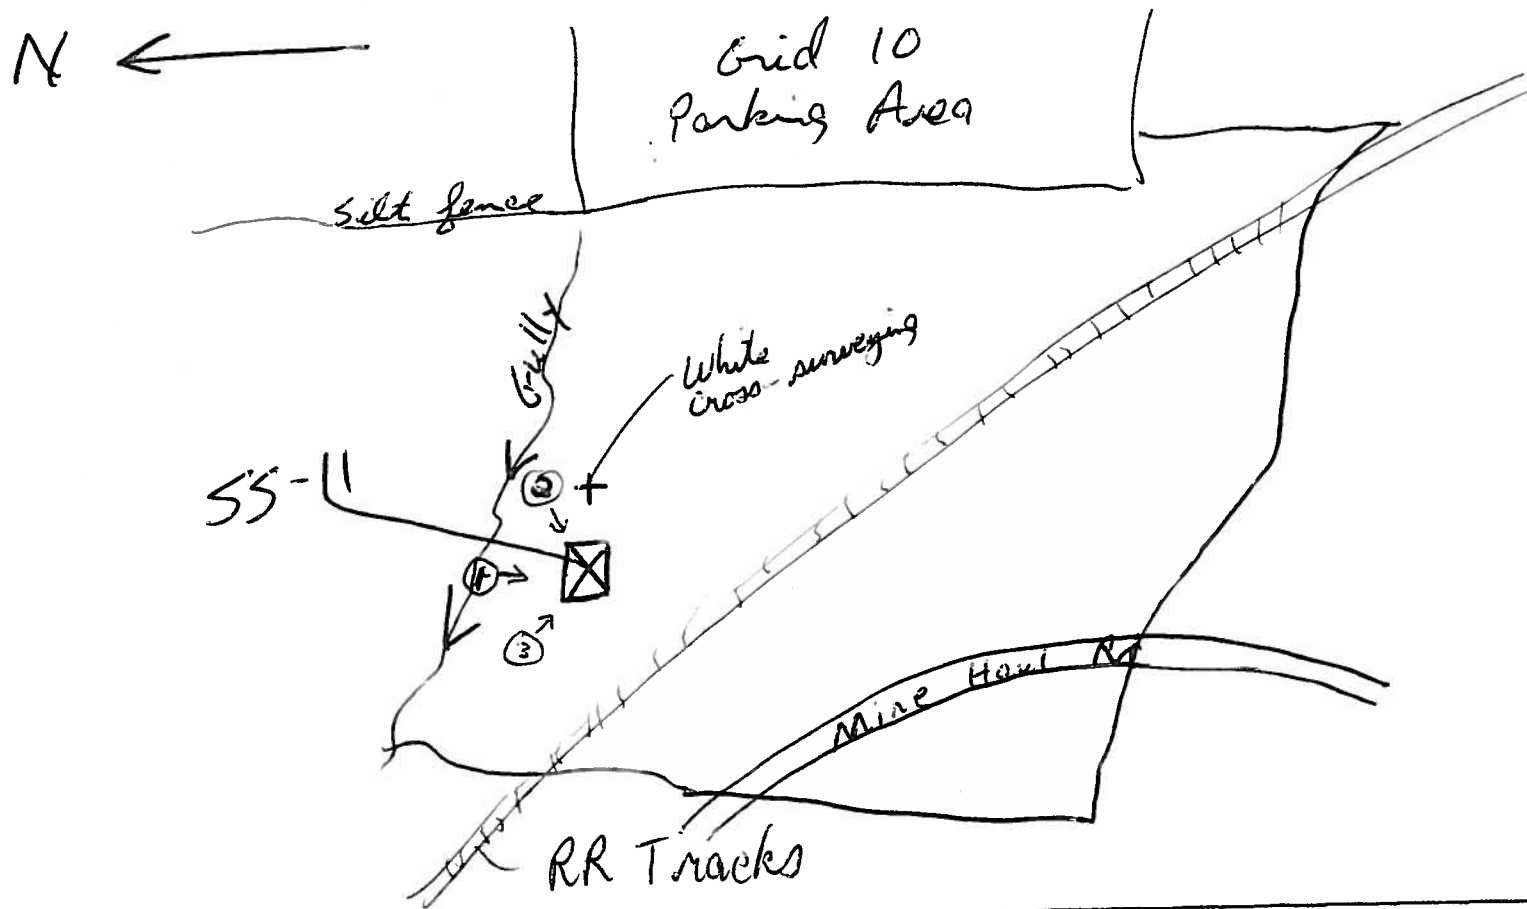 N
Grid 10
Parking Area
Silt fence
Gully
White
cross-surveying
SS-11
2
4
3
Mine Haul Rd
RR Tracks